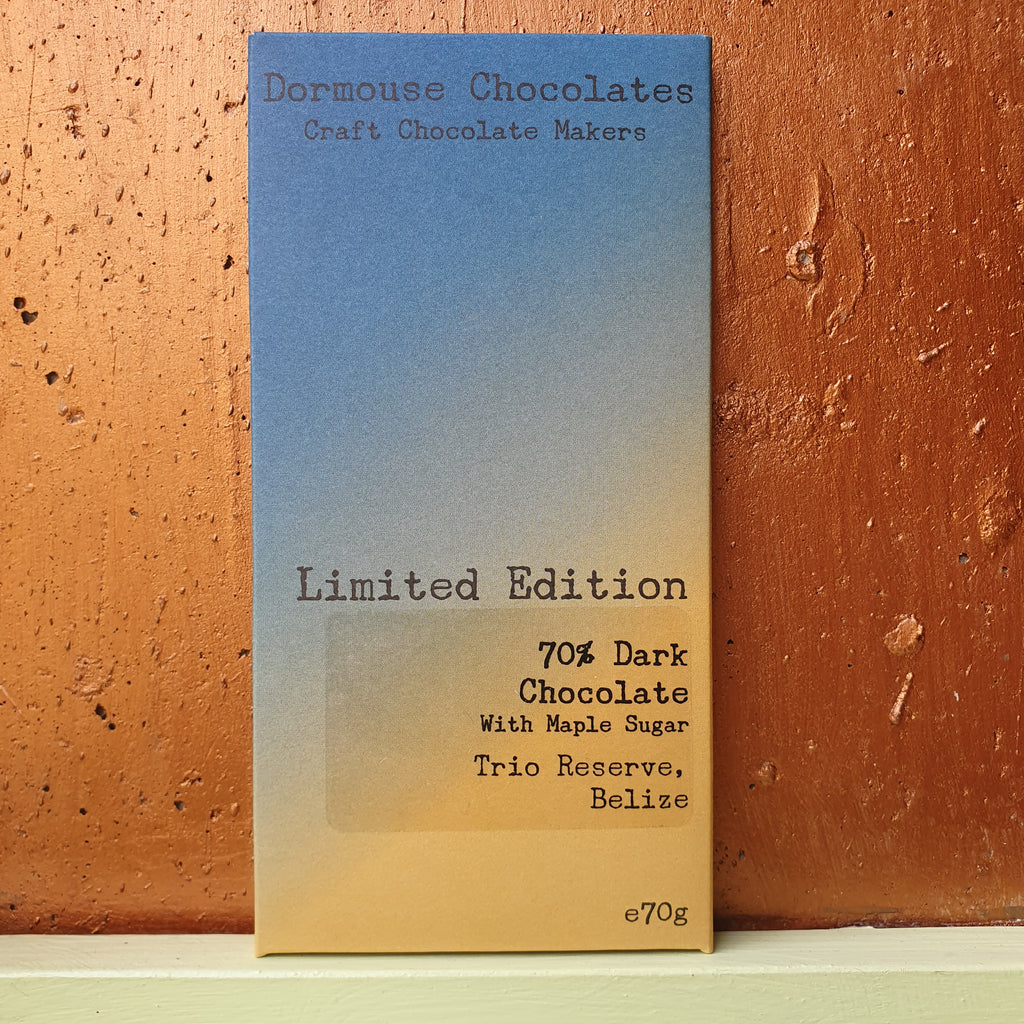 Dormouse Chocolates
Craft Chocolate Makers
Limited Edition
70% Dark
Chocolate
With Maple Sugar
Trio Reserve,
Belize
e70g